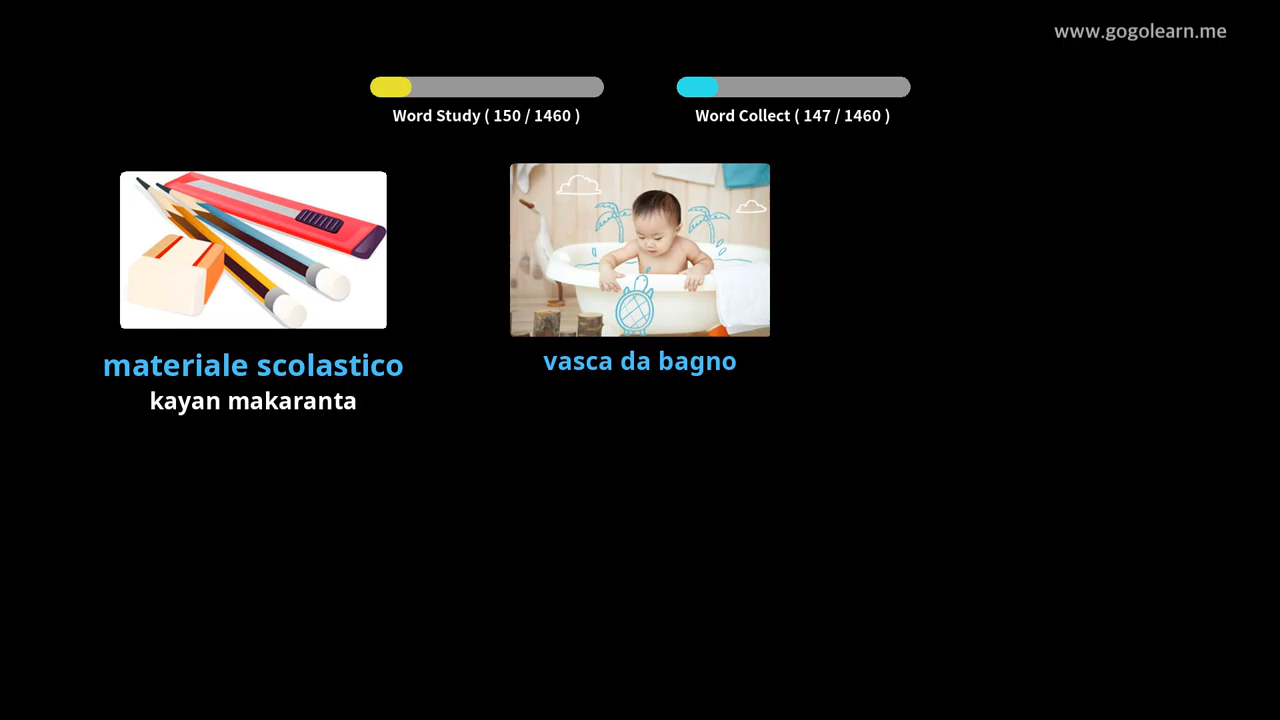 www.gogolearn.me
Word Study ( 150 / 1460 )
Word Collect ( 147 / 1460 )
materiale scolastico
kayan makaranta
vasca da bagno